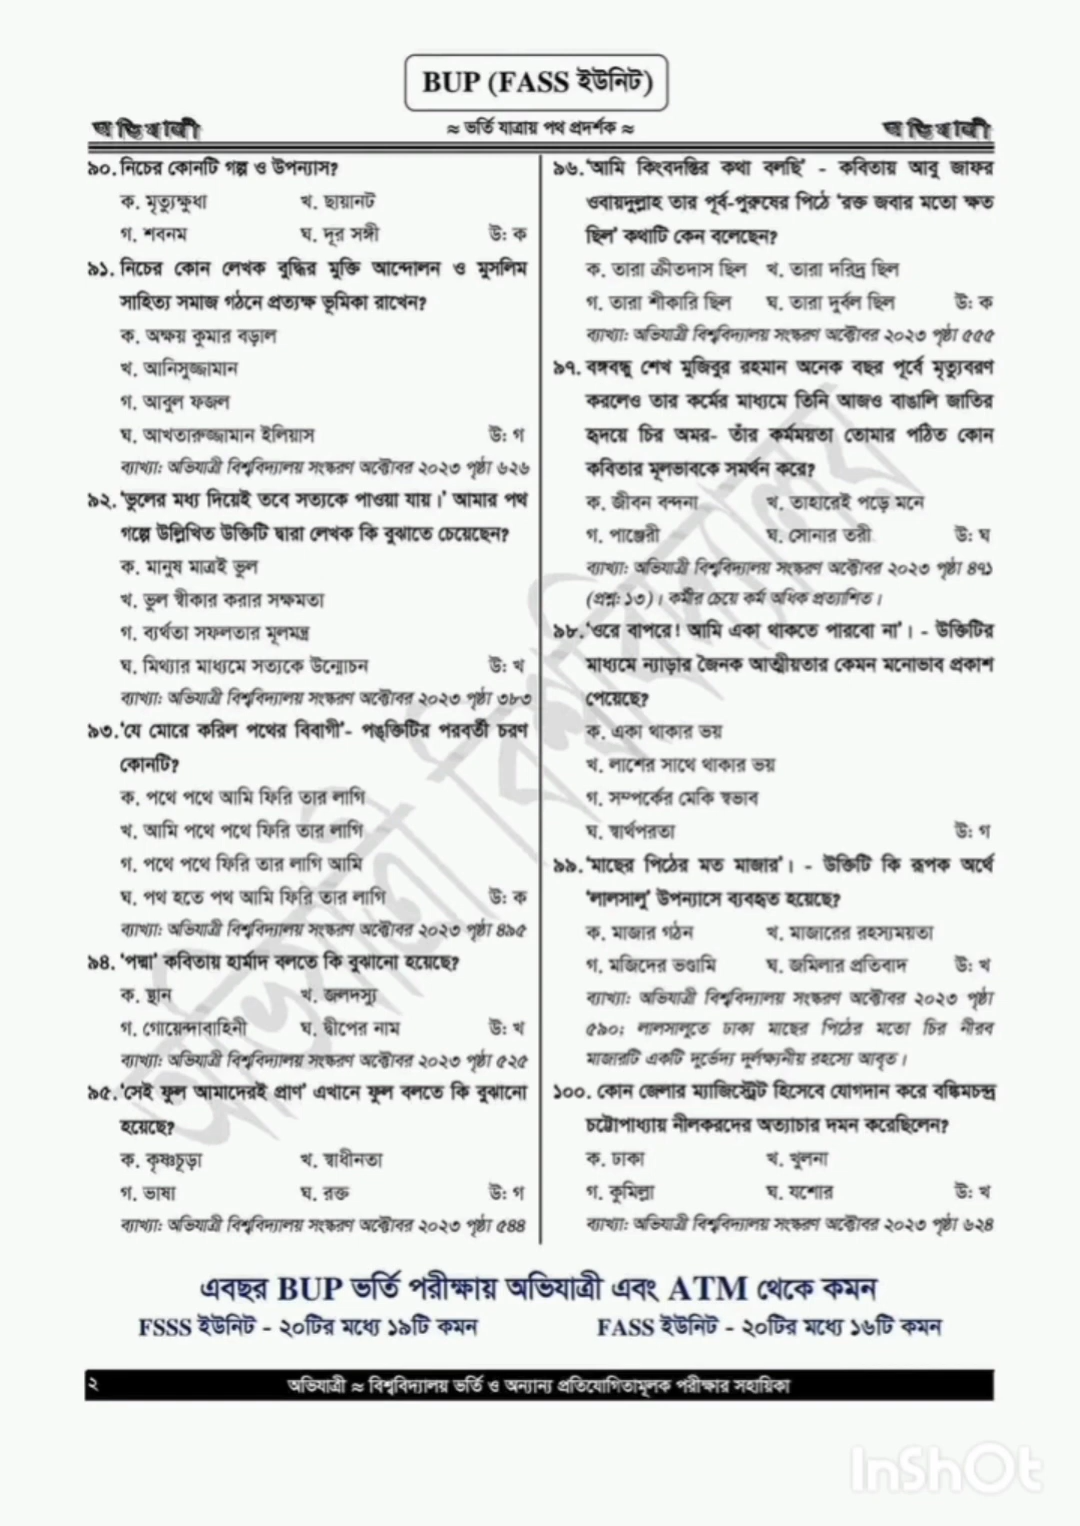 BUP (FASS ইউনিট)
অভিযাত্রী
≈ ভর্তি যাত্রায় পথ প্রদর্শক ≈
অভিযাত্রী
৯০. নিচের কোনটি গল্প ও উপন্যাস?
ক. মৃত্যুক্ষুধা খ. ছায়ানট
গ. শবনম ঘ. দূর সঙ্গী উ: ক
৯১. নিচের কোন লেখক বুদ্ধির মুক্তি আন্দোলন ও মুসলিম
সাহিত্য সমাজ গঠনে প্রত্যক্ষ ভূমিকা রাখেন?
ক. অক্ষয় কুমার বড়াল
খ. আনিসুজ্জামান
গ. আবুল ফজল
ঘ. আখতারুজ্জামান ইলিয়াস উ: গ
ব্যাখ্যা: অভিযাত্রী বিশ্ববিদ্যালয় সংস্করণ অক্টোবর ২০২৩ পৃষ্ঠা ৬২৬
৯২. 'ভুলের মধ্য দিয়েই তবে সত্যকে পাওয়া যায়।' আমার পথ
গল্পে উল্লিখিত উক্তিটি দ্বারা লেখক কি বুঝাতে চেয়েছেন?
ক. মানুষ মাত্রই ভুল
খ. ভুল স্বীকার করার সক্ষমতা
গ. ব্যর্থতা সফলতার মূলমন্ত্র
ঘ. মিথ্যার মাধ্যমে সত্যকে উন্মোচন উ: খ
ব্যাখ্যা: অভিযাত্রী বিশ্ববিদ্যালয় সংস্করণ অক্টোবর ২০২৩ পৃষ্ঠা ৩৮৩
৯৩. 'যে মোরে করিল পথের বিবাগী'- পঙ্‌ক্তিটির পরবর্তী চরণ
কোনটি?
ক. পথে পথে আমি ফিরি তার লাগি
খ. আমি পথে পথে ফিরি তার লাগি
গ. পথে পথে ফিরি তার লাগি আমি
ঘ. পথ হতে পথ আমি ফিরি তার লাগি উ: ক
ব্যাখ্যা: অভিযাত্রী বিশ্ববিদ্যালয় সংস্করণ অক্টোবর ২০২৩ পৃষ্ঠা ৪৯৫
৯৪. 'পদ্মা' কবিতায় হার্মাদ বলতে কি বুঝানো হয়েছে?
ক. স্থান খ. জলদস্যু
গ. গোয়েন্দাবাহিনী ঘ. দ্বীপের নাম উ: খ
ব্যাখ্যা: অভিযাত্রী বিশ্ববিদ্যালয় সংস্করণ অক্টোবর ২০২৩ পৃষ্ঠা ৫২৫
৯৫. 'সেই ফুল আমাদেরই প্রাণ' এখানে ফুল বলতে কি বুঝানো
হয়েছে?
ক. কৃষ্ণচূড়া খ. স্বাধীনতা
গ. ভাষা ঘ. রক্ত উ: গ
ব্যাখ্যা: অভিযাত্রী বিশ্ববিদ্যালয় সংস্করণ অক্টোবর ২০২৩ পৃষ্ঠা ৫৪৪
৯৬. 'আমি কিংবদন্তির কথা বলছি' - কবিতায় আবু জাফর
ওবায়দুল্লাহ তার পূর্ব-পুরুষের পিঠে 'রক্ত জবার মতো ক্ষত
ছিল' কথাটি কেন বলেছেন?
ক. তারা ক্রীতদাস ছিল খ. তারা দরিদ্র ছিল
গ. তারা শীকারি ছিল ঘ. তারা দুর্বল ছিল উ: ক
ব্যাখ্যা: অভিযাত্রী বিশ্ববিদ্যালয় সংস্করণ অক্টোবর ২০২৩ পৃষ্ঠা ৫৫৫
৯৭. বঙ্গবন্ধু শেখ মুজিবুর রহমান অনেক বছর পূর্বে মৃত্যুবরণ
করলেও তার কর্মের মাধ্যমে তিনি আজও বাঙালি জাতির
হৃদয়ে চির অমর- তাঁর কর্মময়তা তোমার পঠিত কোন
কবিতার মূলভাবকে সমর্থন করে?
ক. জীবন বন্দনা খ. তাহারেই পড়ে মনে
গ. পাঞ্জেরী ঘ. সোনার তরী উ: ঘ
ব্যাখ্যা: অভিযাত্রী বিশ্ববিদ্যালয় সংস্করণ অক্টোবর ২০২৩ পৃষ্ঠা ৪৭১
(প্রশ্ন: ১৩)। কর্মীর চেয়ে কর্ম অধিক প্রত্যাশিত।
৯৮. 'ওরে বাপরে! আমি একা থাকতে পারবো না'। - উক্তিটির
মাধ্যমে ন্যাড়ার জৈনক আত্মীয়তার কেমন মনোভাব প্রকাশ
পেয়েছে?
ক. একা থাকার ভয়
খ. লাশের সাথে থাকার ভয়
গ. সম্পর্কের মেকি স্বভাব
ঘ. স্বার্থপরতা উ: গ
৯৯. 'মাছের পিঠের মত মাজার'। - উক্তিটি কি রূপক অর্থে
'লালসালু' উপন্যাসে ব্যবহৃত হয়েছে?
ক. মাজার গঠন খ. মাজারের রহস্যময়তা
গ. মজিদের ভণ্ডামি ঘ. জমিলার প্রতিবাদ উ: খ
ব্যাখ্যা: অভিযাত্রী বিশ্ববিদ্যালয় সংস্করণ অক্টোবর ২০২৩ পৃষ্ঠা
৫৯০; লালসালুতে ঢাকা মাছের পিঠের মতো চির নীরব
মাজারটি একটি দুর্ভেদ্য দুর্লক্ষ্যনীয় রহস্যে আবৃত।
১০০. কোন জেলার ম্যাজিস্ট্রেট হিসেবে যোগদান করে বঙ্কিমচন্দ্র
চট্টোপাধ্যায় নীলকরদের অত্যাচার দমন করেছিলেন?
ক. ঢাকা খ. খুলনা
গ. কুমিল্লা ঘ. যশোর উ: খ
ব্যাখ্যা: অভিযাত্রী বিশ্ববিদ্যালয় সংস্করণ অক্টোবর ২০২৩ পৃষ্ঠা ৬২৪
অভিযাত্রী বিশ্ববিদ্যালয়
এবছর BUP ভর্তি পরীক্ষায় অভিযাত্রী এবং ATM থেকে কমন
FSSS ইউনিট - ২০টির মধ্যে ১৯টি কমন FASS ইউনিট - ২০টির মধ্যে ১৬টি কমন
২ অভিযাত্রী ≈ বিশ্ববিদ্যালয় ভর্তি ও অন্যান্য প্রতিযোগিতামূলক পরীক্ষার সহায়িকা
InShOt